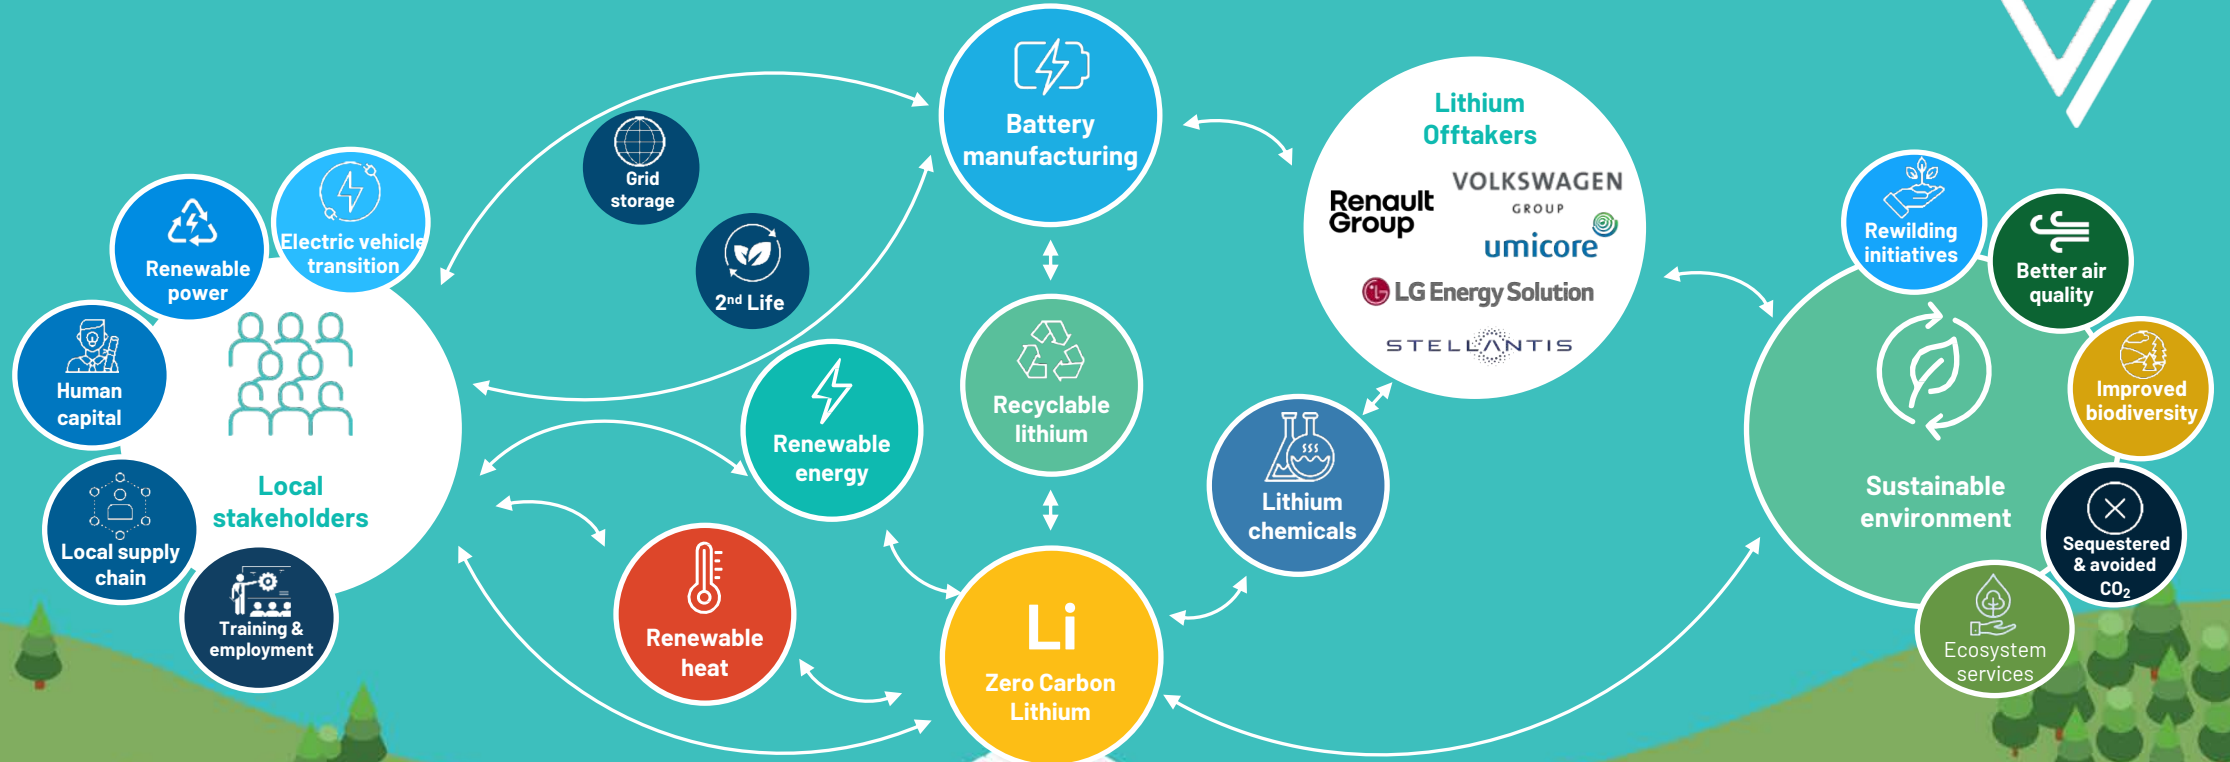 Battery
manufacturing
Lithium
Offtakers
Renault
Group
VOLKSWAGEN
GROUP
umicore
LG
LG Energy Solution
STELLANTIS
Grid
storage
2nd Life
Electric vehicle
transition
Renewable
power
Human
capital
Local supply
chain
Training &
employment
Local
stakeholders
Renewable
energy
Renewable
heat
Recyclable
lithium
Li
Zero Carbon
Lithium
Lithium
chemicals
Rewilding
initiatives
Better air
quality
Improved
biodiversity
Sequestered
& avoided
CO₂
Ecosystem
services
Sustainable
environment